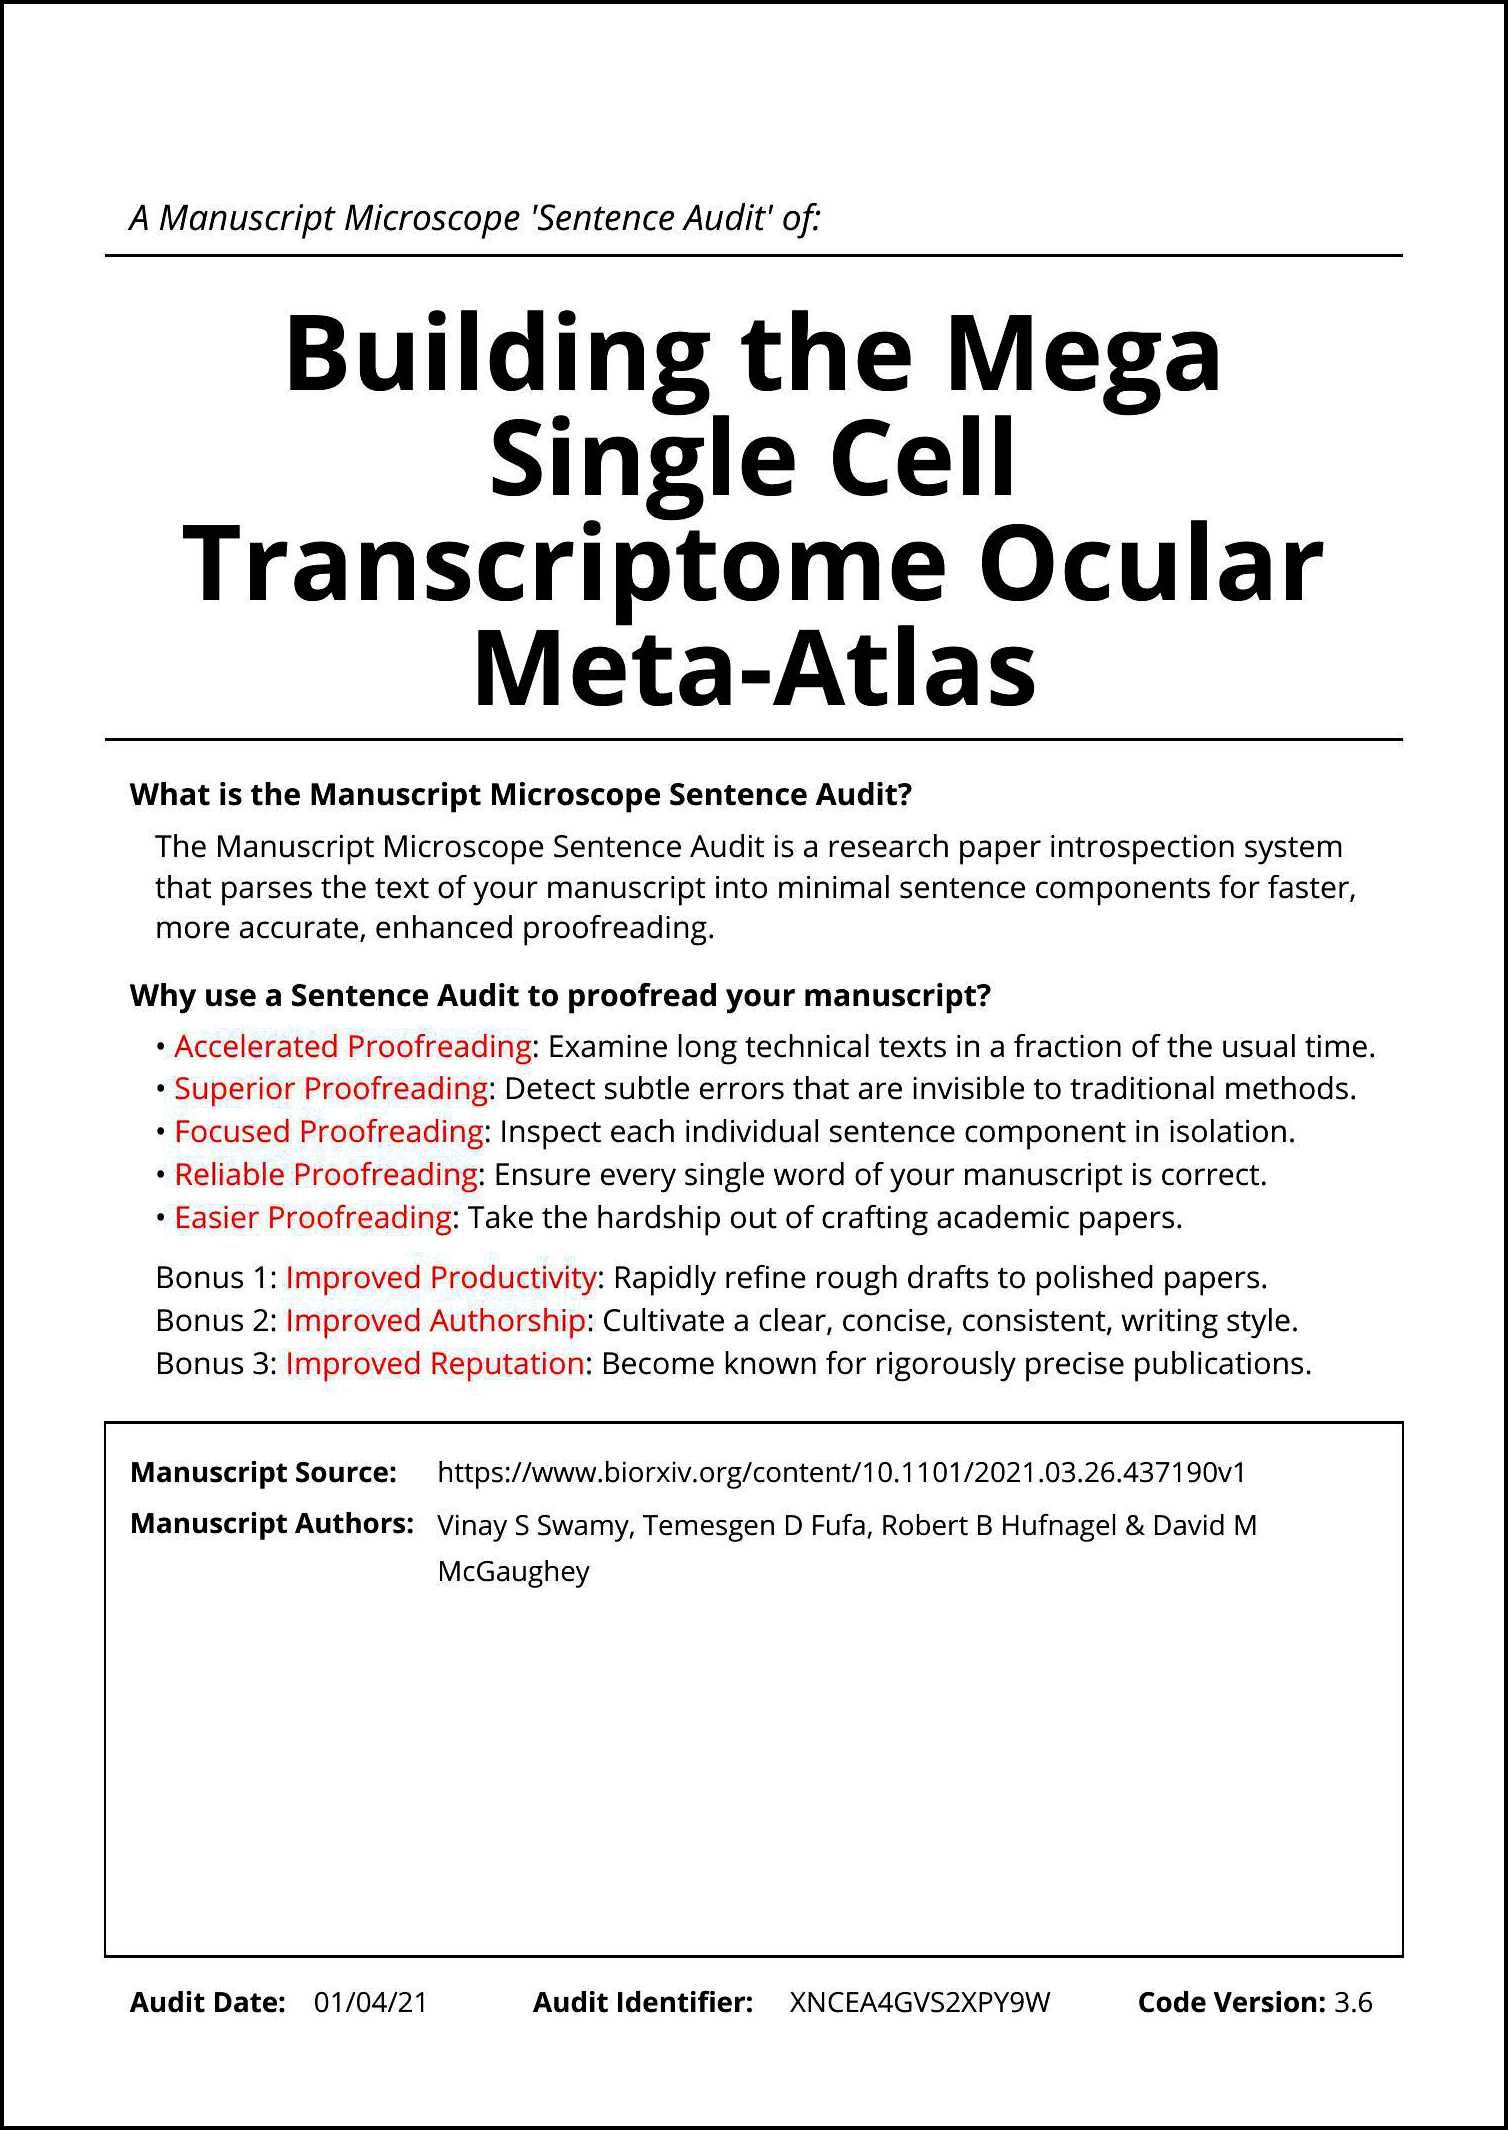 A Manuscript Microscope 'Sentence Audit' of:
Building the Mega
Single Cell
Transcriptome Ocular
Meta-Atlas
What is the Manuscript Microscope Sentence Audit?
The Manuscript Microscope Sentence Audit is a research paper introspection system
that parses the text of your manuscript into minimal sentence components for faster,
more accurate, enhanced proofreading.
Why use a Sentence Audit to proofread your manuscript?
• Accelerated Proofreading: Examine long technical texts in a fraction of the usual time.
• Superior Proofreading: Detect subtle errors that are invisible to traditional methods.
• Focused Proofreading: Inspect each individual sentence component in isolation.
• Reliable Proofreading: Ensure every single word of your manuscript is correct.
• Easier Proofreading: Take the hardship out of crafting academic papers.
Bonus 1: Improved Productivity: Rapidly refine rough drafts to polished papers.
Bonus 2: Improved Authorship: Cultivate a clear, concise, consistent, writing style.
Bonus 3: Improved Reputation: Become known for rigorously precise publications.
Manuscript Source: https://www.biorxiv.org/content/10.1101/2021.03.26.437190v1
Manuscript Authors: Vinay S Swamy, Temesgen D Fufa, Robert B Hufnagel & David M
McGaughey
Audit Date: 01/04/21 Audit Identifier: XNCEA4GVS2XPY9W Code Version: 3.6